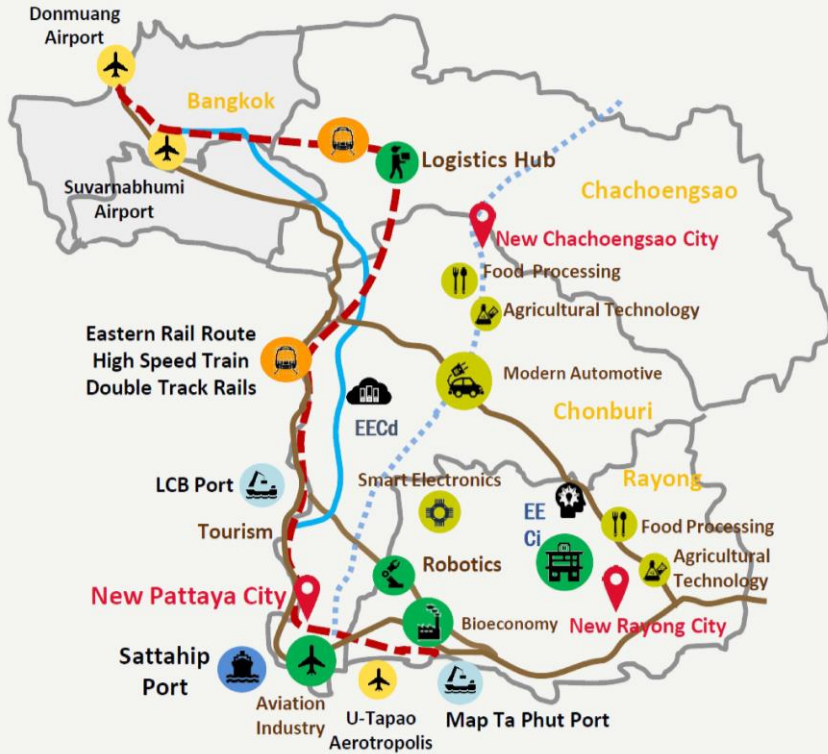 Donmuang
Airport
Bangkok
Suvarnabhumi
Airport
Logistics Hub
Chachoengsao
New Chachoengsao City
Food Processing
Agricultural Technology
Eastern Rail Route
High Speed Train
Double Track Rails
Modern Automotive
EECd
Chonburi
Rayong
LCB Port
Smart Electronics
EE
Ci
Tourism
Food Processing
Robotics
Agricultural
Technology
New Pattaya City
Bioeconomy
New Rayong City
Sattahip
Port
Aviation
Industry
U-Tapao
Aerotropolis
Map Ta Phut Port